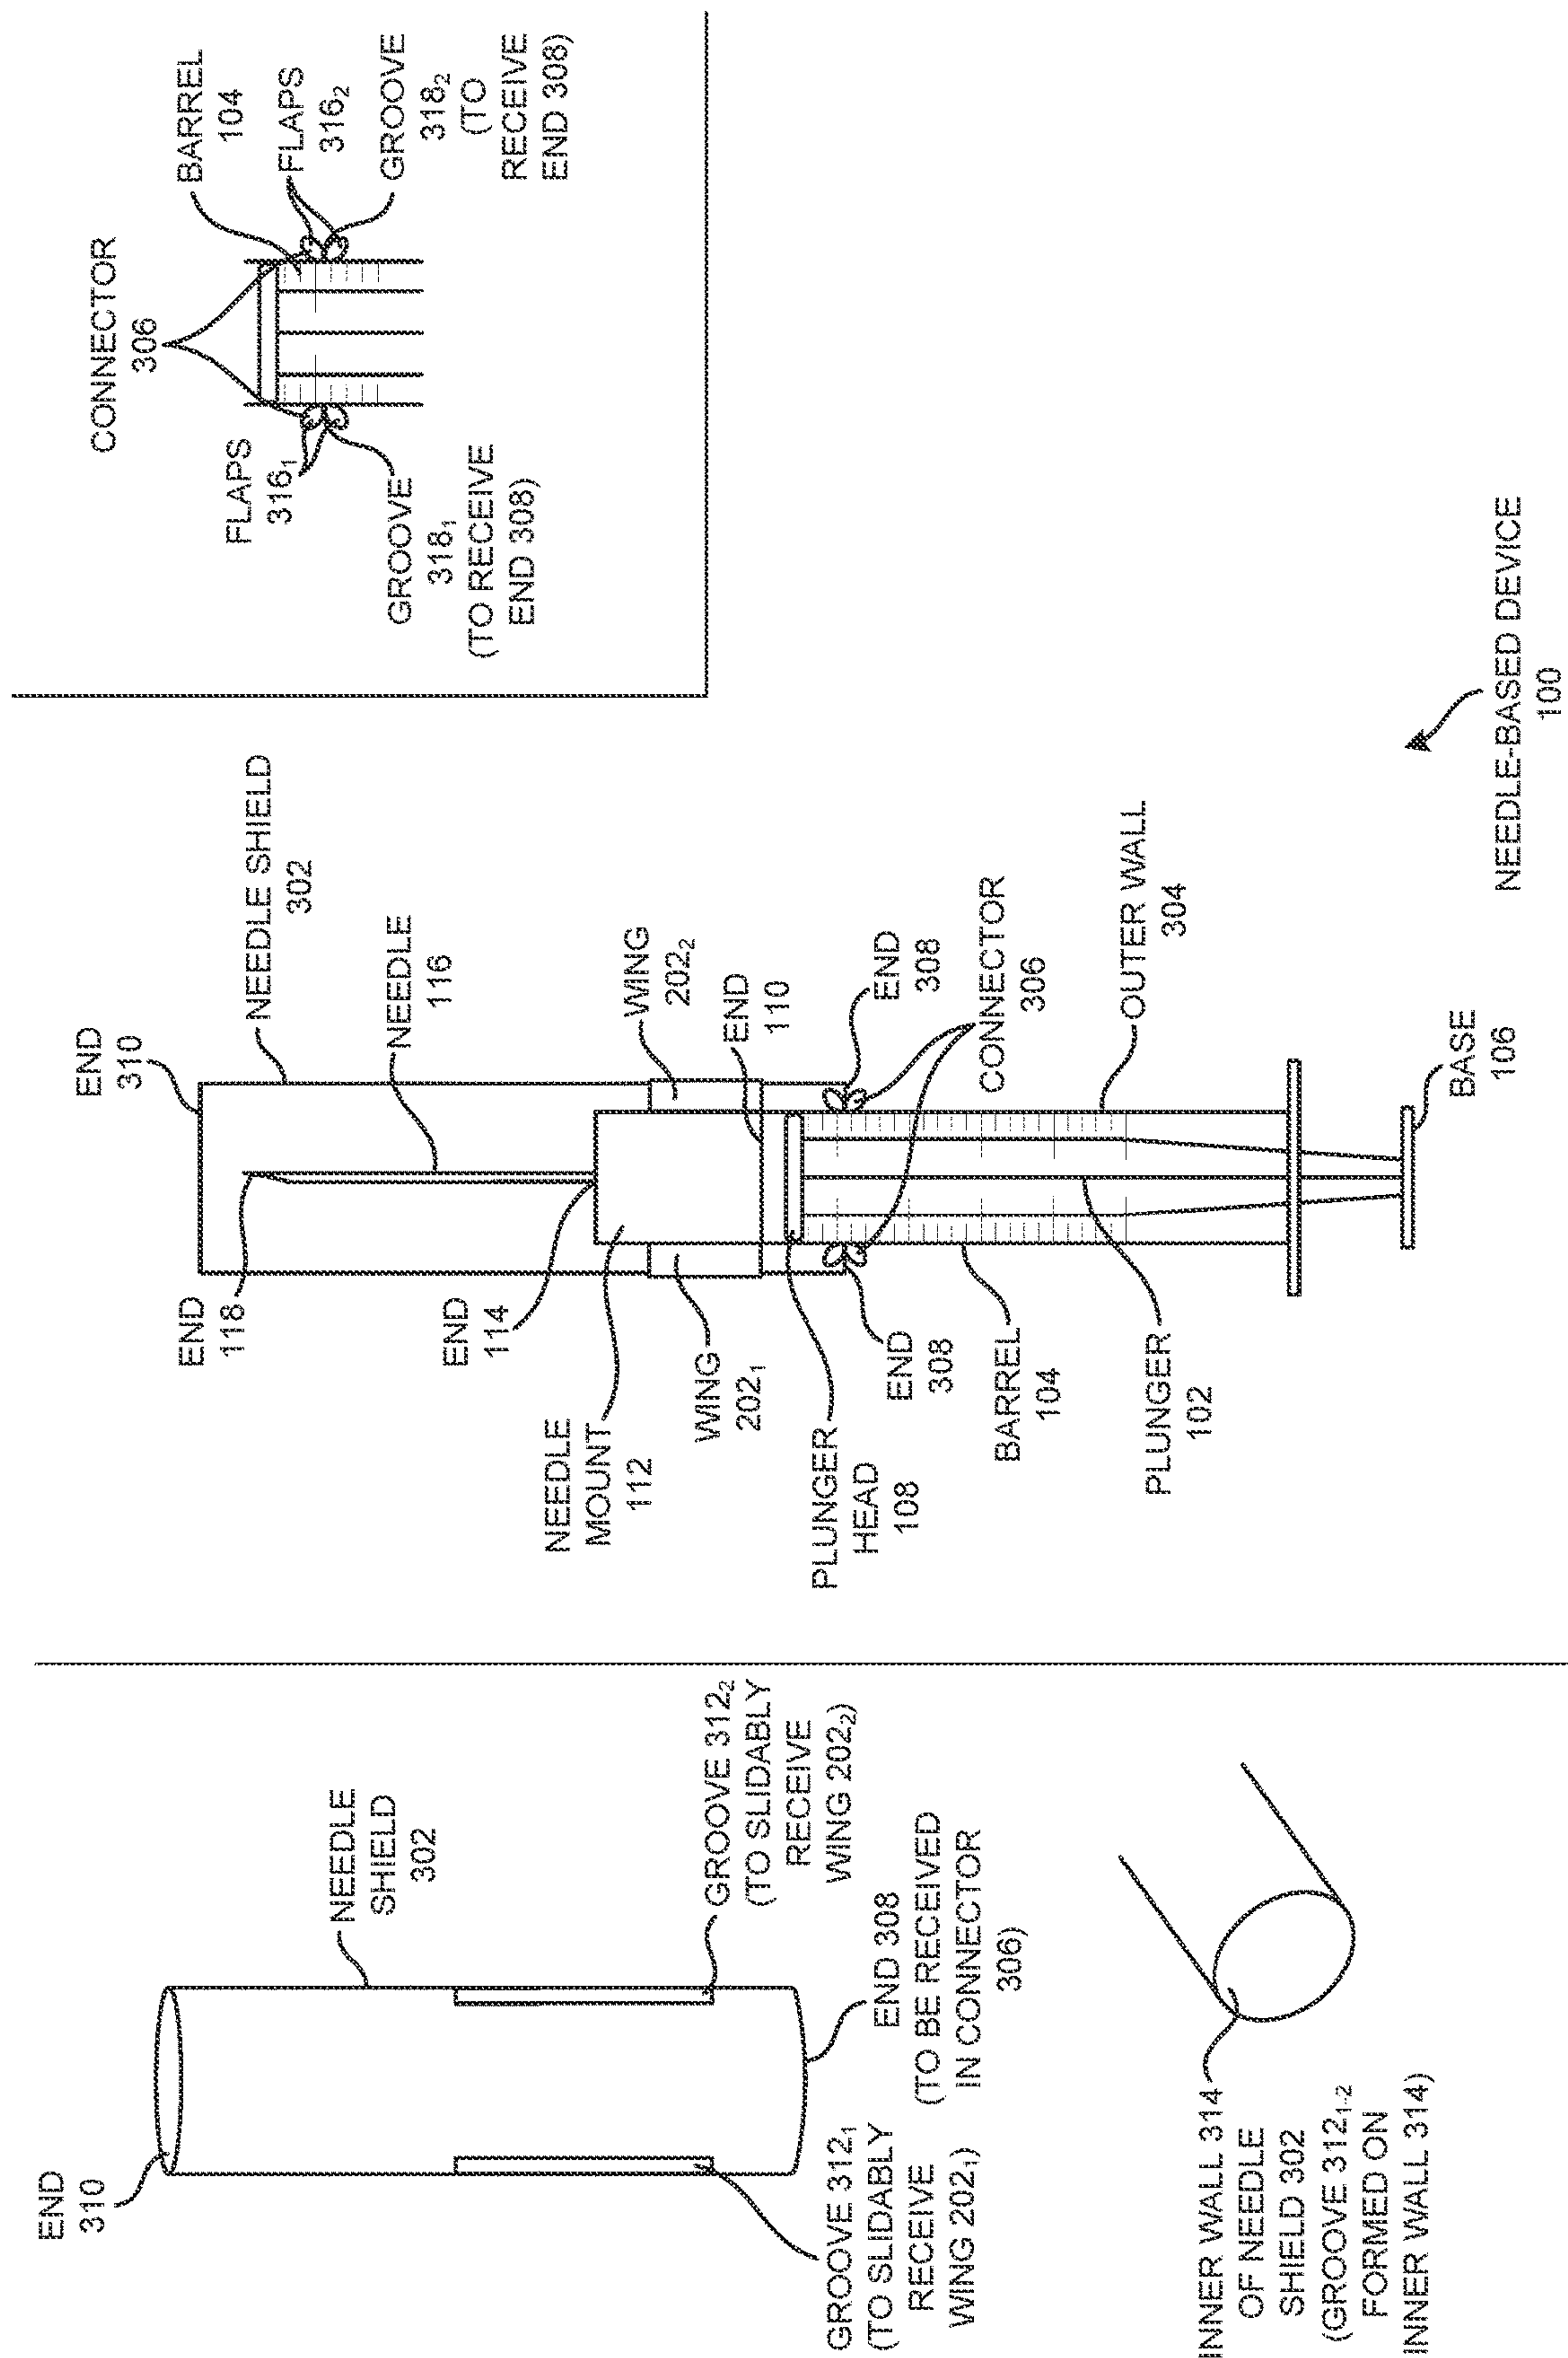 END
310
NEEDLE
SHIELD
302
GROOVE 312₁
(TO SLIDABLY
RECEIVE
WING 202₁)
GROOVE 312₂
(TO SLIDABLY
RECEIVE
WING 202₂)
END 308
(TO BE RECEIVED
IN CONNECTOR
306)
INNER WALL 314
OF NEEDLE
SHIELD 302
(GROOVE 312₁₋₂
FORMED ON
INNER WALL 314)
END
310
NEEDLE SHIELD
302
END
118
NEEDLE
116
END
114
NEEDLE
MOUNT
112
WING
202₁
WING
202₂
END
110
PLUNGER
HEAD
108
END
308
END
308
CONNECTOR
306
BARREL
104
OUTER WALL
304
PLUNGER
102
BASE
106
NEEDLE-BASED DEVICE
100
CONNECTOR
306
BARREL
104
FLAPS
316₁
FLAPS
316₂
GROOVE
318₁
(TO RECEIVE
END 308)
GROOVE
318₂
(TO
RECEIVE
END 308)